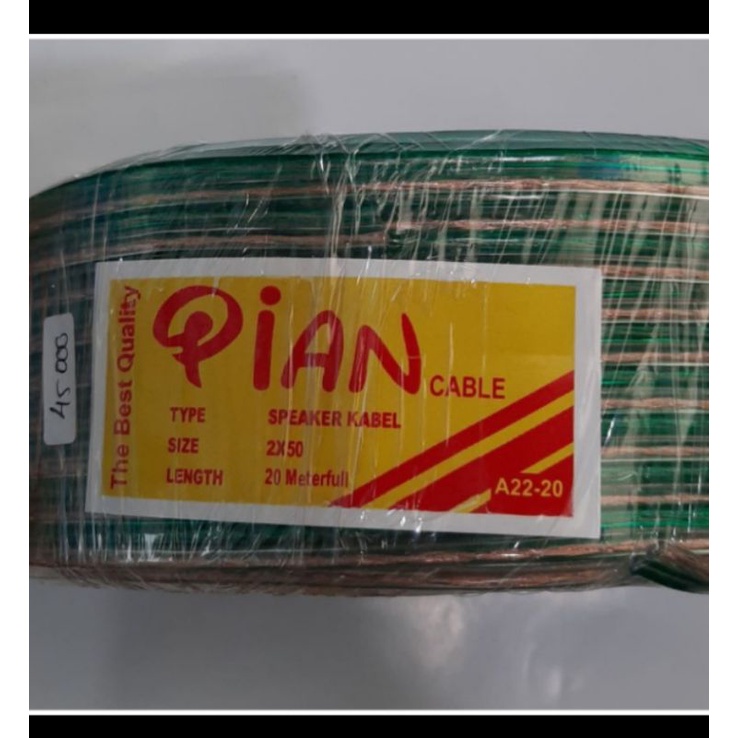 45 000
The Best Quality
QiAN
CABLE
TYPE SPEAKER KABEL
SIZE 2X50
LENGTH 20 Meterfull
A22-20